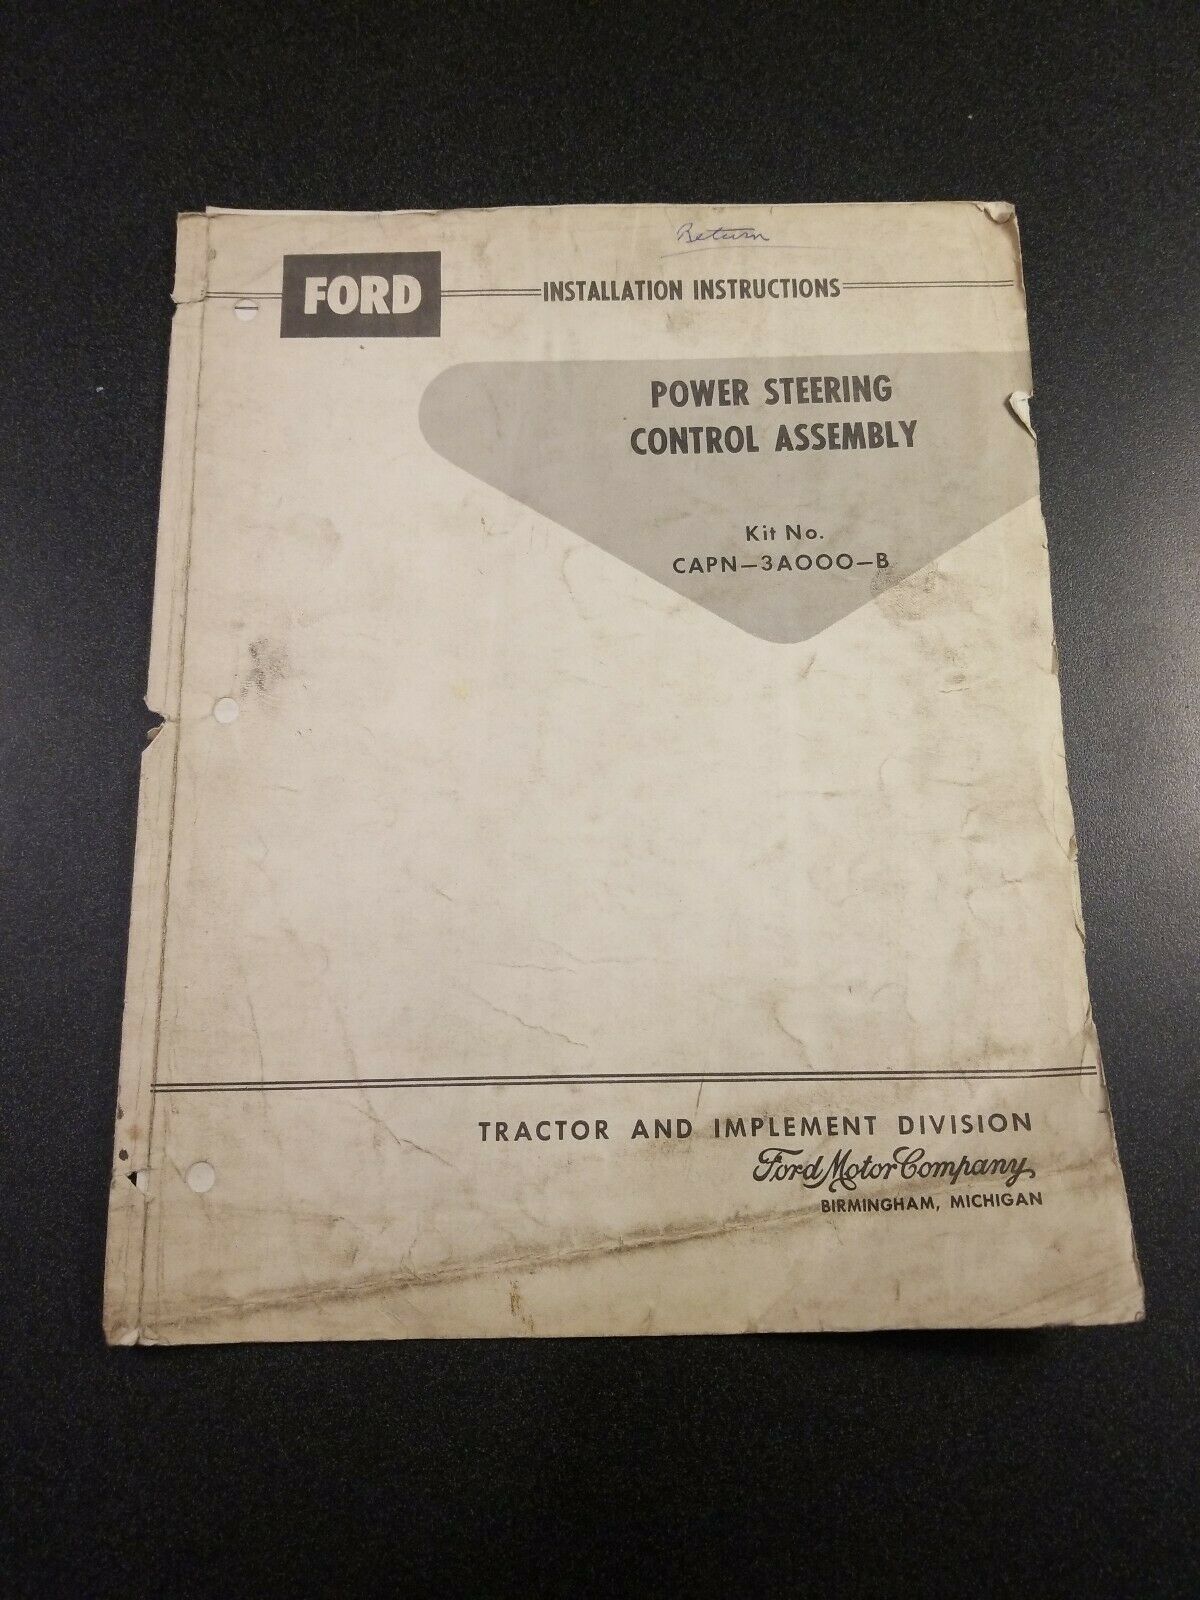 Return
FORD
INSTALLATION INSTRUCTIONS
POWER STEERING
CONTROL ASSEMBLY
Kit No.
CAPN-3A000-B
TRACTOR AND IMPLEMENT DIVISION
Ford Motor Company,
BIRMINGHAM, MICHIGAN